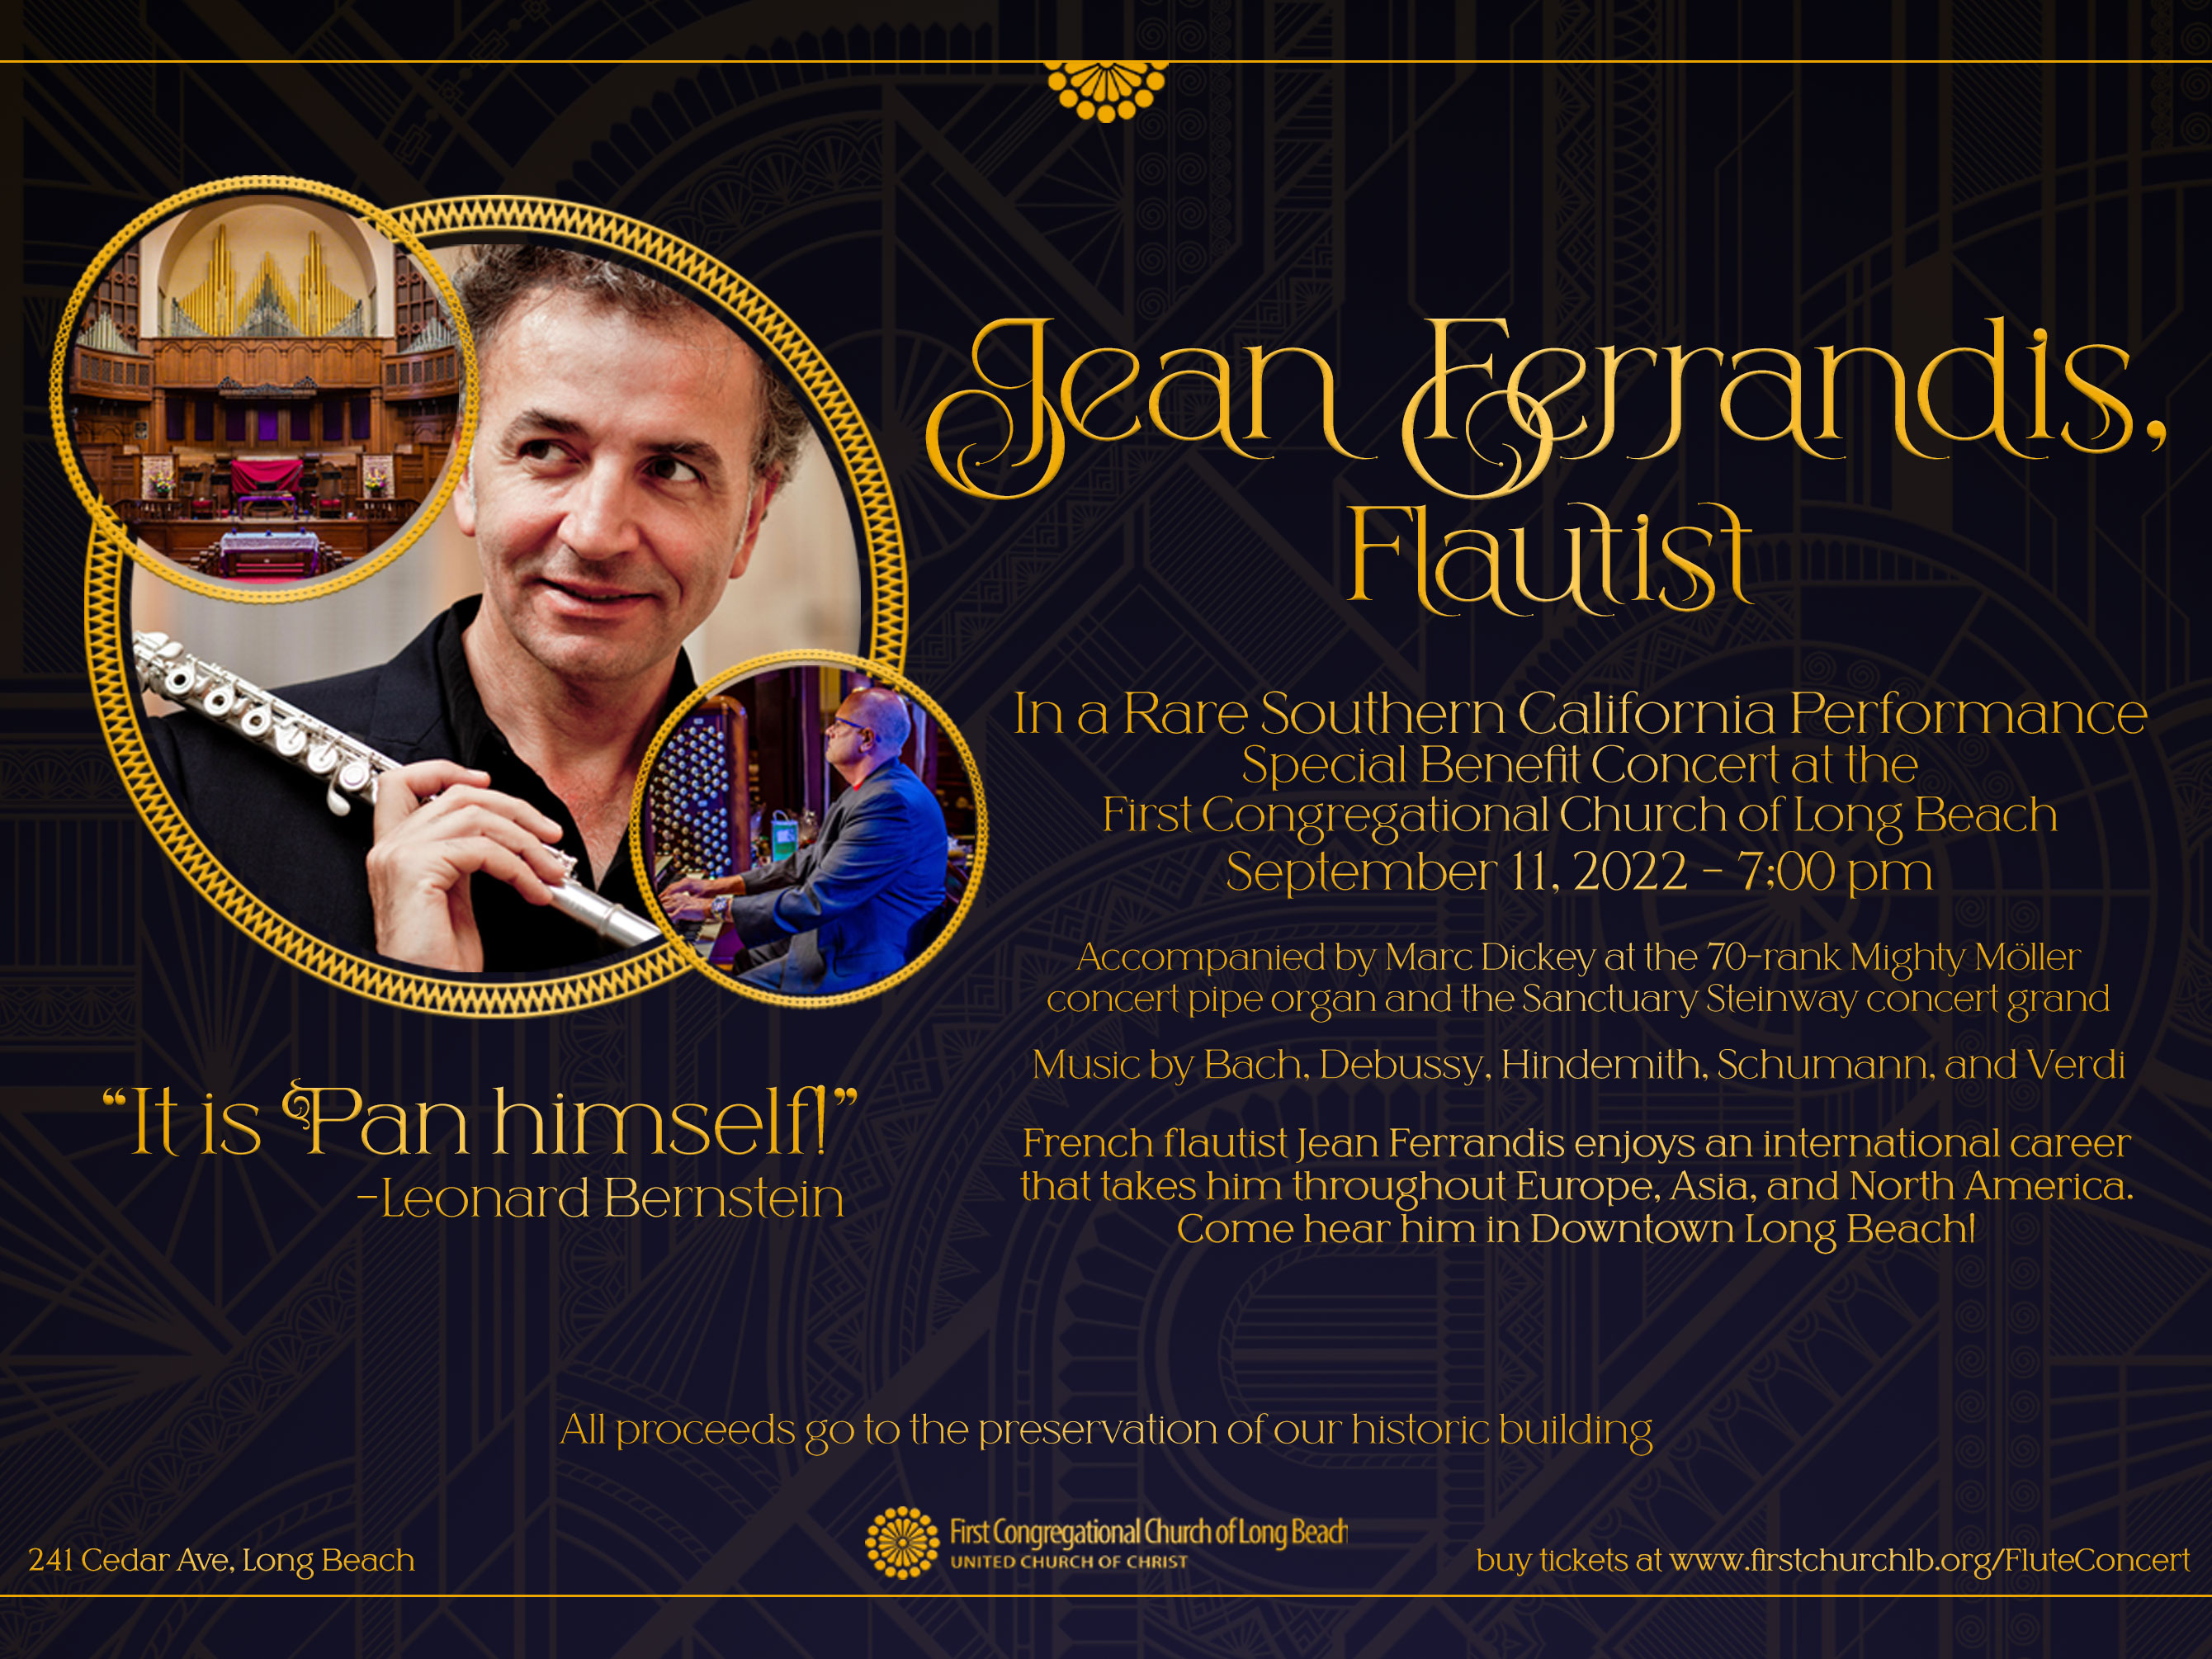 Jean Ferrandis,
Flautist
In a Rare Southern California Performance
Special Benefit Concert at the
First Congregational Church of Long Beach
September 11, 2022 - 7:00 pm
Accompanied by Marc Dickey at the 70-rank Mighty Möller
concert pipe organ and the Sanctuary Steinway concert grand
Music by Bach, Debussy, Hindemith, Schumann, and Verdi
French flautist Jean Ferrandis enjoys an international career
that takes him throughout Europe, Asia, and North America.
Come hear him in Downtown Long Beach!
“It is Pan himself!”
-Leonard Bernstein
All proceeds go to the preservation of our historic building
241 Cedar Ave, Long Beach
First Congregational Church of Long Beach
UNITED CHURCH OF CHRIST
buy tickets at www.firstchurchlb.org/FluteConcert